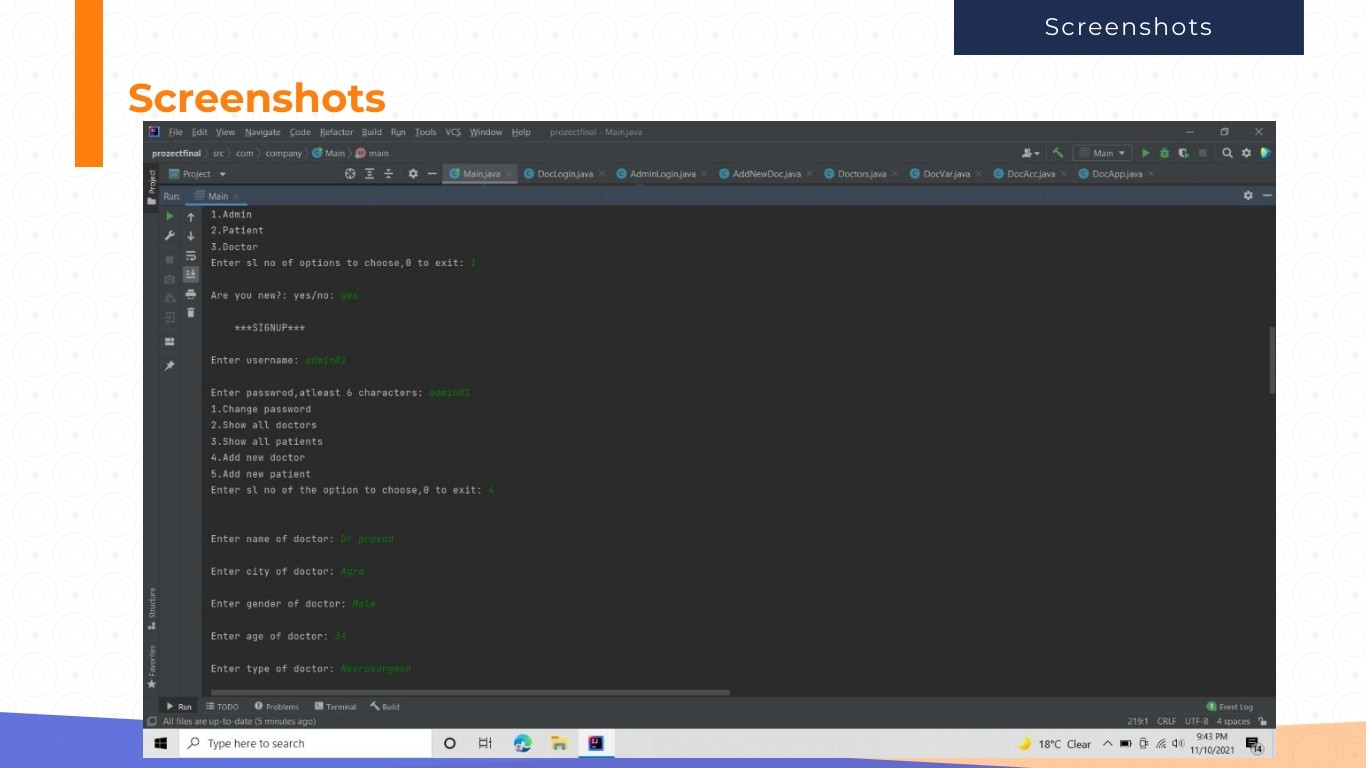 Screenshots
Screenshots
File Edit View Navigate Code Refactor Build Run Tools VCS Window Help prozectfinal - Main.java
prozectfinal src com company Main main
Main
Project
Project
Main.java DocLogin.java AdminLogin.java AddNewDoc.java Doctors.java DocVar.java DocAcc.java DocApp.java
Run: Main
1.Admin
2.Patient
3.Doctor
Enter sl no of options to choose,0 to exit: 1
Are you new?: yes/no: yes
***SIGNUP***
Enter username: admin01
Enter passwrod,atleast 6 characters: admin01
1.Change password
2.Show all doctors
3.Show all patients
4.Add new doctor
5.Add new patient
Enter sl no of the option to choose,0 to exit: 4
Enter name of doctor: Dr prasad
Enter city of doctor: Agra
Enter gender of doctor: Male
Enter age of doctor: 34
Enter type of doctor: Neurosurgeon
Structure
Favorites
Run TODO Problems Terminal Build
1 Event Log
All files are up-to-date (5 minutes ago)
219:1 CRLF UTF-8 4 spaces
Type here to search
18°C Clear
9:43 PM
11/10/2021
14